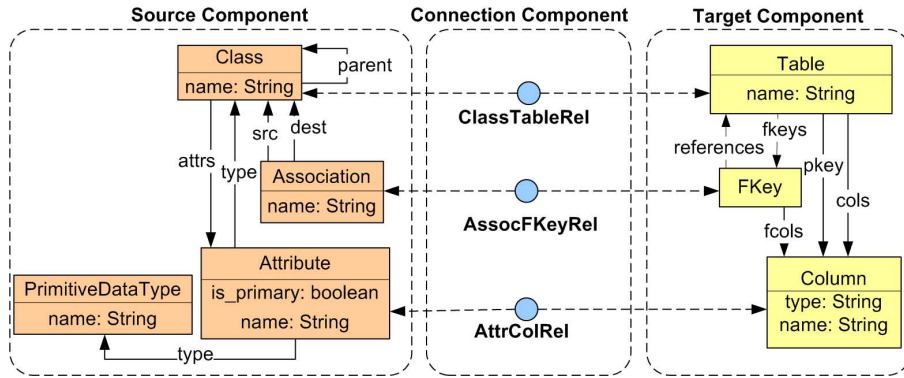 Source Component
Connection Component
Target Component
Class
name: String
parent
ClassTableRel
Table
name: String
attrs
type
src
dest
references
fkeys
pkey
cols
Association
name: String
AssocFKeyRel
FKey
fcols
PrimitiveDataType
name: String
Attribute
is_primary: boolean
name: String
AttrColRel
Column
type: String
name: String
type